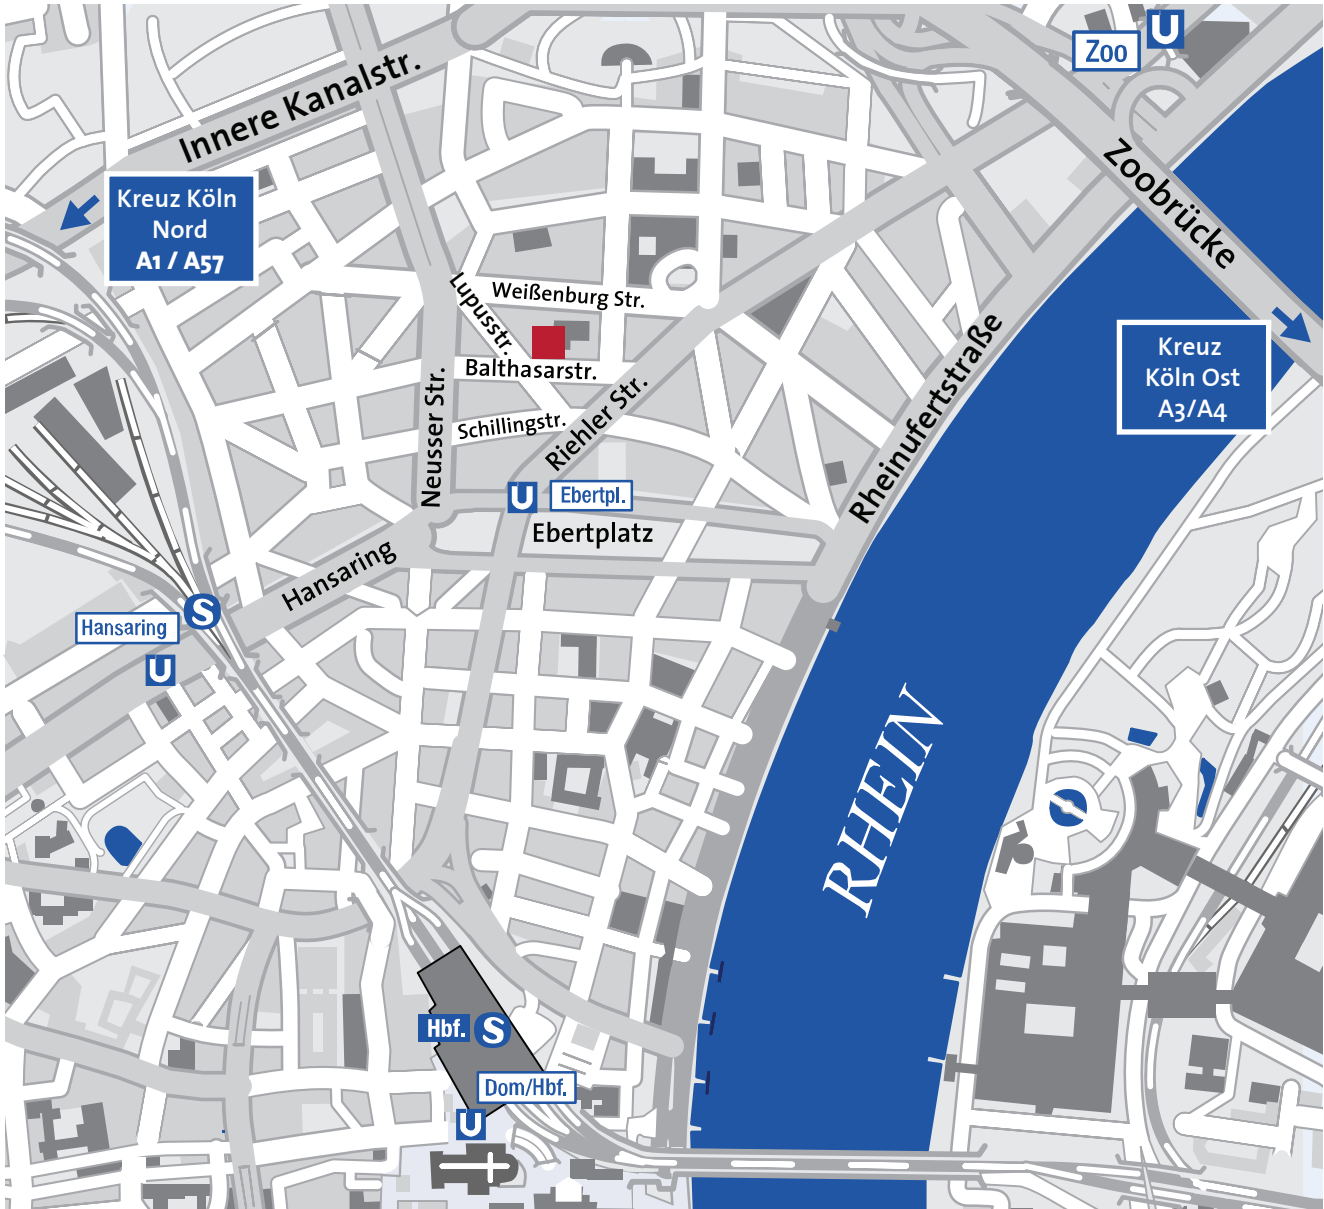 U
Zoo
Innere Kanalstr.
Zoobrücke
Kreuz Köln
Nord
A1 / A57
Lupusstr.
Weißenburg Str.
Kreuz
Köln Ost
A3/A4
Balthasarstr.
Rheinufertstraße
Neusser Str.
Schillingstr.
Riehler Str.
U
Ebertpl.
Ebertplatz
Hansaring
S
Hansaring
U
RHEIN
Hbf.
S
Dom/Hbf.
U